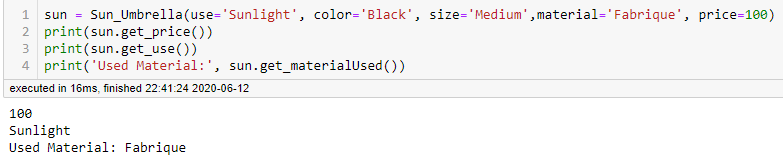 1 sun = Sun_Umbrella(use='Sunlight', color='Black', size='Medium',material='Fabrique', price=100)
2 print(sun.get_price())
3 print(sun.get_use())
4 print('Used Material:', sun.get_materialUsed())
executed in 16ms, finished 22:41:24 2020-06-12
100
Sunlight
Used Material: Fabrique